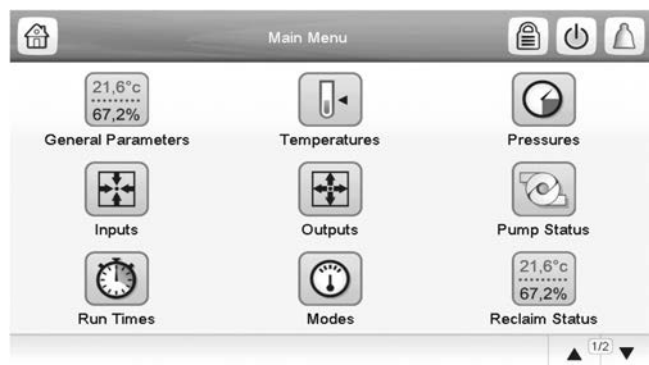 Main Menu
21,6°c
67,2%
General Parameters
Temperatures
Pressures
Inputs
Outputs
Pump Status
Run Times
Modes
21,6°c
67,2%
Reclaim Status
1/2